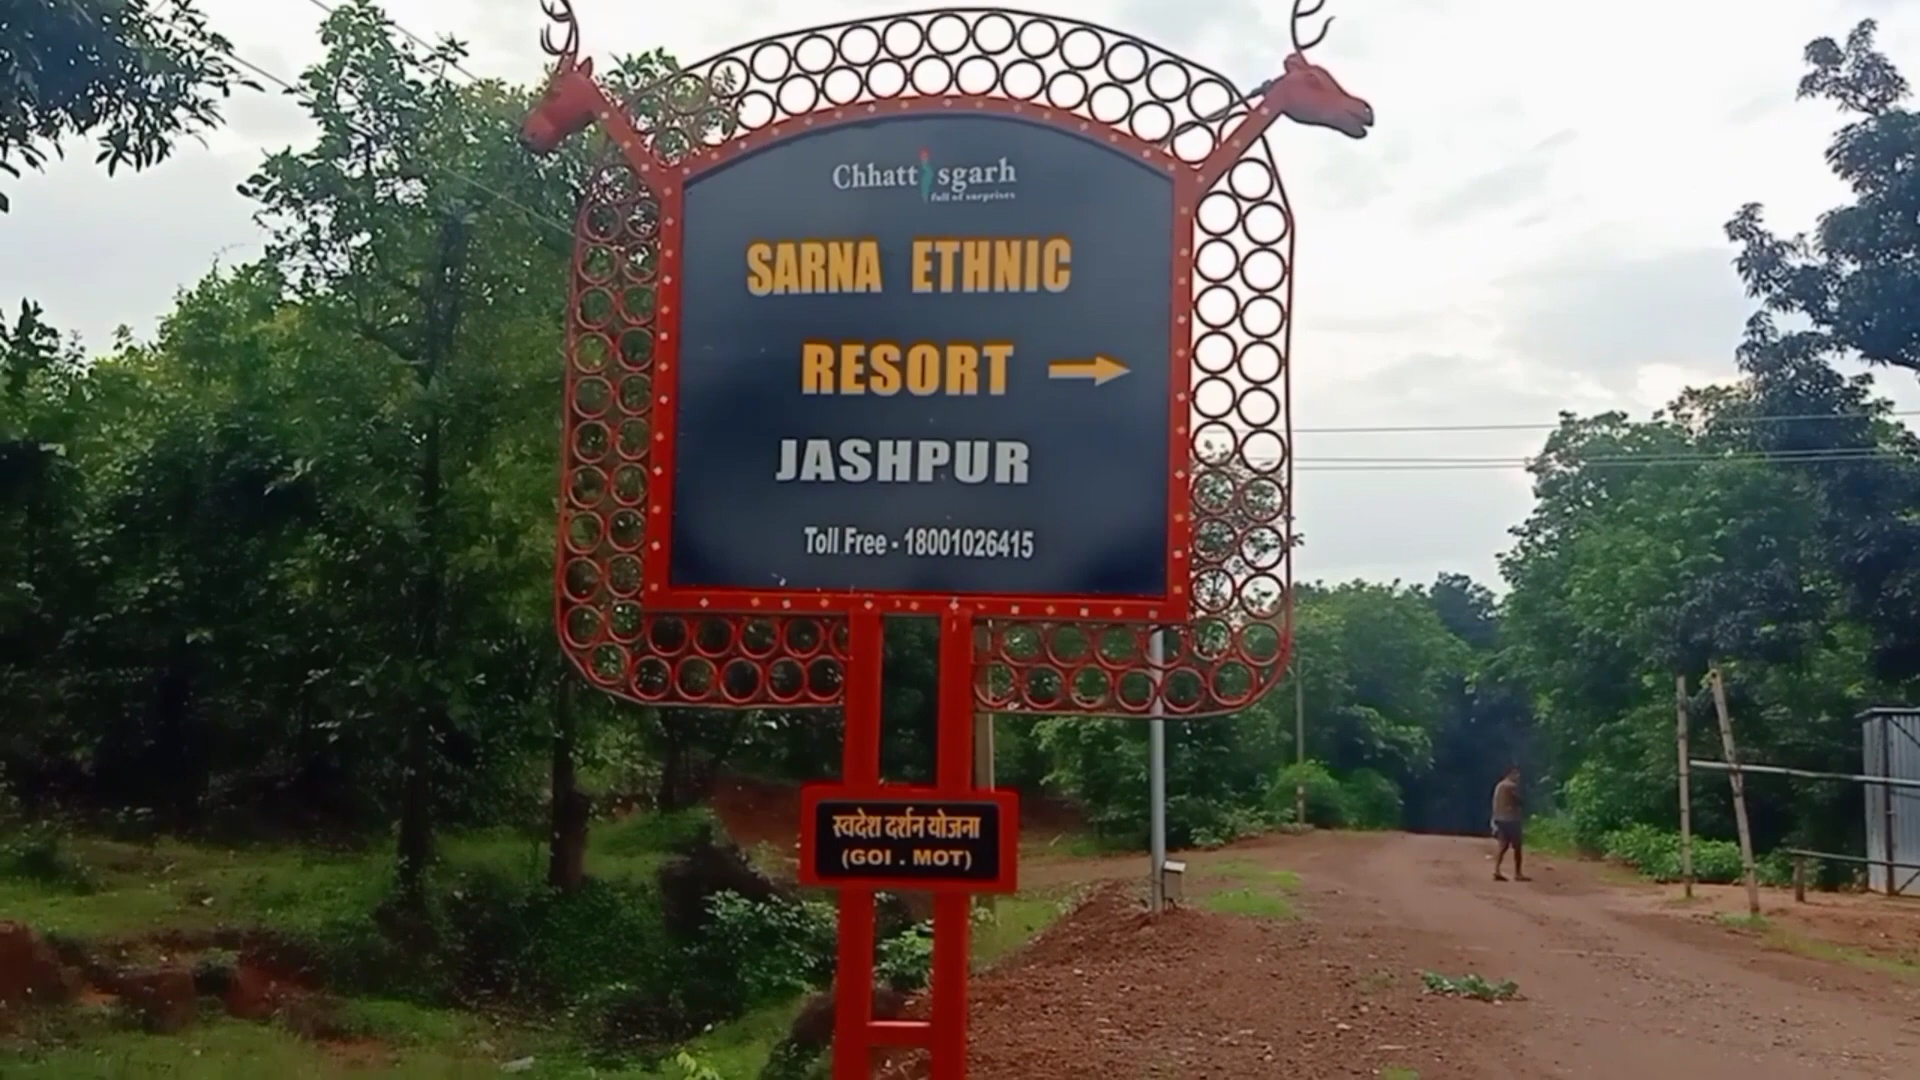 Chhattisgarh
full of surprises
SARNA ETHNIC
RESORT →
JASHPUR
Toll Free - 18001026415
स्वदेश दर्शन योजना
(GOI . MOT)